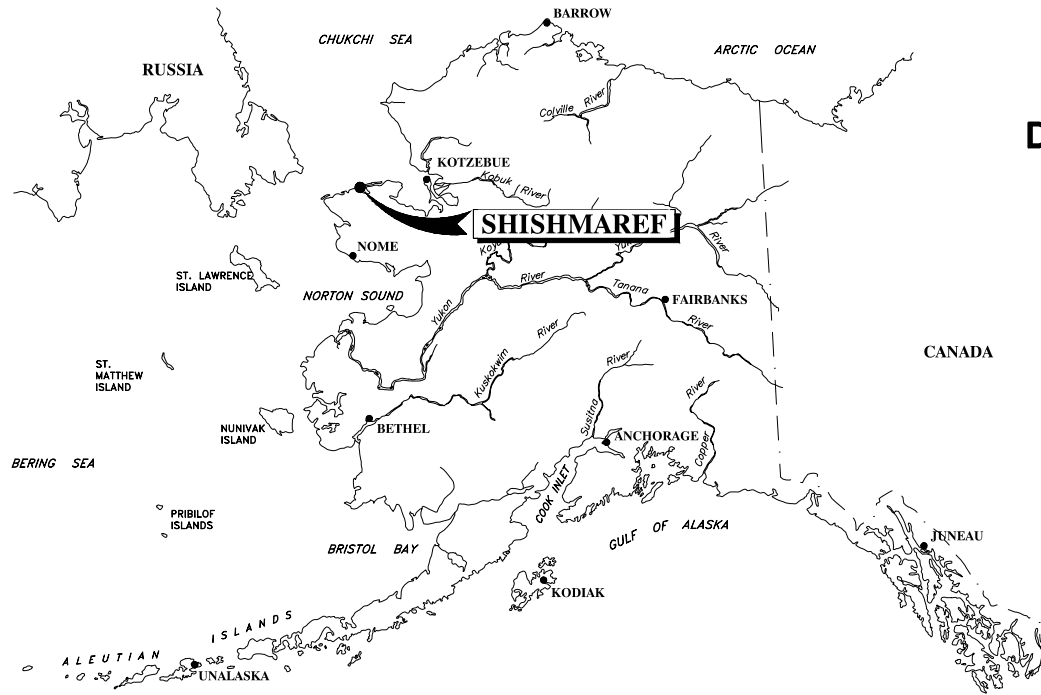 BARROW
CHUKCHI SEA
ARCTIC OCEAN
RUSSIA
Colville River
D
KOTZEBUE
Kobuk River
SHISHMAREF
NOME
River
ST. LAWRENCE
ISLAND
River
Tanana
NORTON SOUND
FAIRBANKS
Yukon
River
River
CANADA
ST.
MATTHEW
ISLAND
River
Kuskokwim
River
Susitna
NUNIVAK
ISLAND
BETHEL
ANCHORAGE
Copper
BERING SEA
COOK INLET
PRIBILOF
ISLANDS
GULF OF ALASKA
BRISTOL BAY
JUNEAU
KODIAK
ISLANDS
ALEUTIAN
UNALASKA